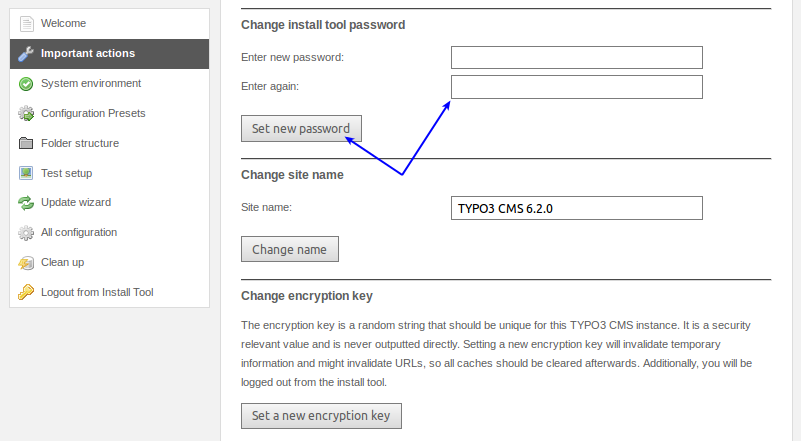 Welcome
Important actions
System environment
Configuration Presets
Folder structure
Test setup
Update wizard
All configuration
Clean up
Logout from Install Tool
Change install tool password
Enter new password:
Enter again:
Set new password
Change site name
Site name:
TYPO3 CMS 6.2.0
Change name
Change encryption key
The encryption key is a random string that should be unique for this TYPO3 CMS instance. It is a security
relevant value and is never outputted directly. Setting a new encryption key will invalidate temporary
information and might invalidate URLs, so all caches should be cleared afterwards. Additionally, you will be
logged out from the install tool.
Set a new encryption key